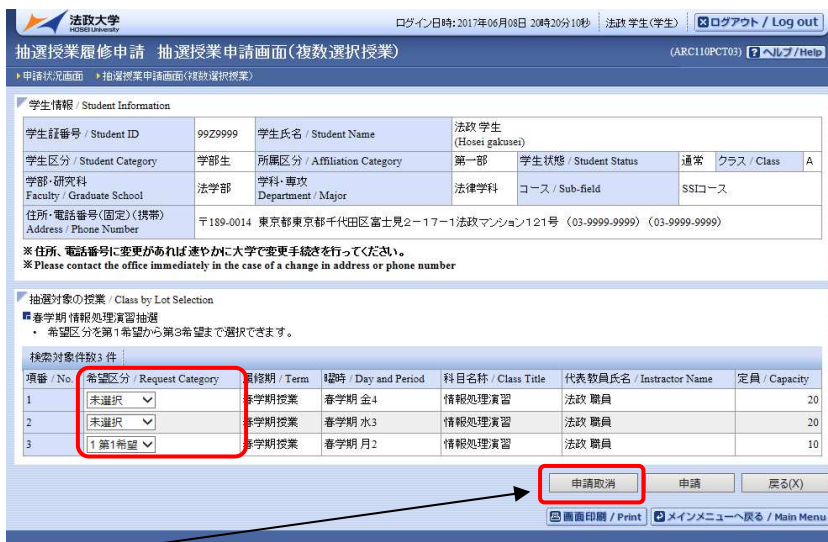 法政大学
HOSEI University
ログイン日時:2017年06月08日 20時20分10秒 法政 学生(学生) ログアウト / Log out
抽選授業履修申請 抽選授業申請画面(複数選択授業) (ARC110PCT03) ヘルプ/Help
申請状況画面 抽選授業申請画面(複数選択授業)
学生情報 / Student Information
学生証番号 / Student ID 99Z9999 学生氏名 / Student Name 法政 学生
(Hosei gakusei)
学生区分 / Student Category 学部生 所属区分 / Affiliation Category 第一部 学生状態 / Student Status 通常 クラス / Class A
学部・研究科
Faculty / Graduate School 法学部 学科・専攻
Department / Major 法律学科 コース / Sub-field SSIコース
住所・電話番号(固定)(携帯)
Address / Phone Number 〒189-0014 東京都東京都千代田区富士見2-17-1法政マンション121号 (03-9999-9999) (03-9999-9999)
※住所、電話番号に変更があれば速やかに大学で変更手続きを行ってください。
※Please contact the office immediately in the case of a change in address or phone number
抽選対象の授業 / Class by Lot Selection
春学期情報処理演習抽選
・ 希望区分を第1希望から第3希望まで選択できます。
検索対象件数3 件
項番 / No. 希望区分 / Request Category 履修期 / Term 曜時 / Day and Period 科目名称 / Class Title 代表教員氏名 / Instructor Name 定員 / Capacity
1 未選択 春学期授業 春学期 金4 情報処理演習 法政 職員 20
2 未選択 春学期授業 春学期 水3 情報処理演習 法政 職員 20
3 1 第1希望 春学期授業 春学期 月2 情報処理演習 法政 職員 10
申請取消 申請 戻る(X)
画面印刷 / Print メインメニューへ戻る / Main Menu